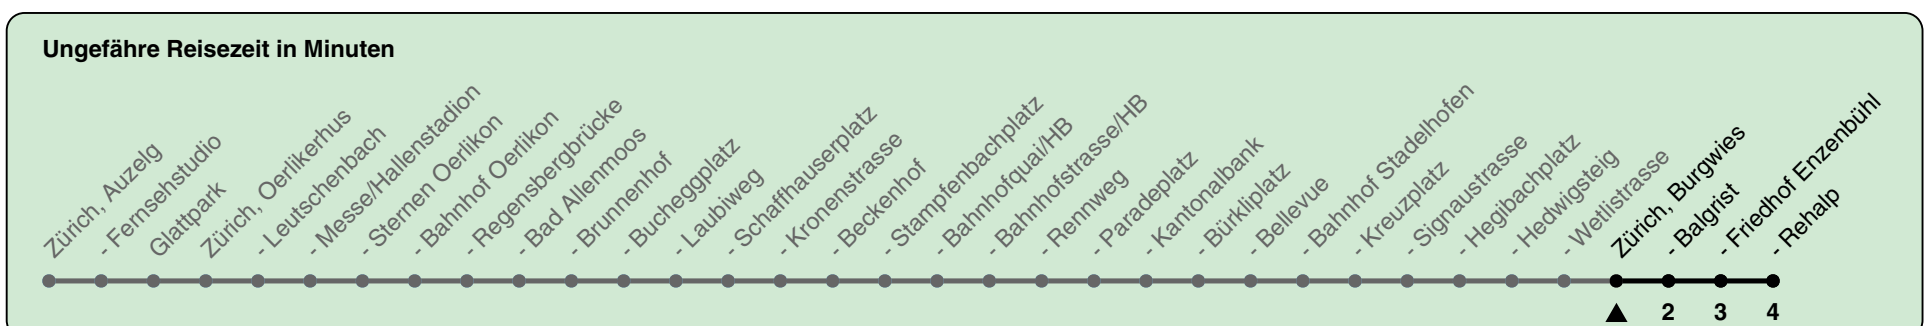 Ungefähre Reisezeit in Minuten
Zürich, Auzelg
- Fernsehstudio
Glattpark
Zürich, Oerlikerhus
- Leutschenbach
- Messe/Hallenstadion
- Sternen Oerlikon
- Bahnhof Oerlikon
- Regensbergbrücke
- Bad Allenmoos
- Brunnenhof
- Bucheggplatz
- Laubiweg
- Schaffhauserplatz
- Kronenstrasse
- Beckenhof
- Stampfenbachplatz
- Bahnhofquai/HB
- Bahnhofstrasse/HB
- Rennweg
- Paradeplatz
- Kantonalbank
- Bürkliplatz
- Bellevue
- Bahnhof Stadelhofen
- Kreuzplatz
- Signaustrasse
- Hegibachplatz
- Hedwigsteig
- Wetlistrasse
Zürich, Burgwies
- Balgrist
- Friedhof Enzenbühl
- Rehalp
2 3 4